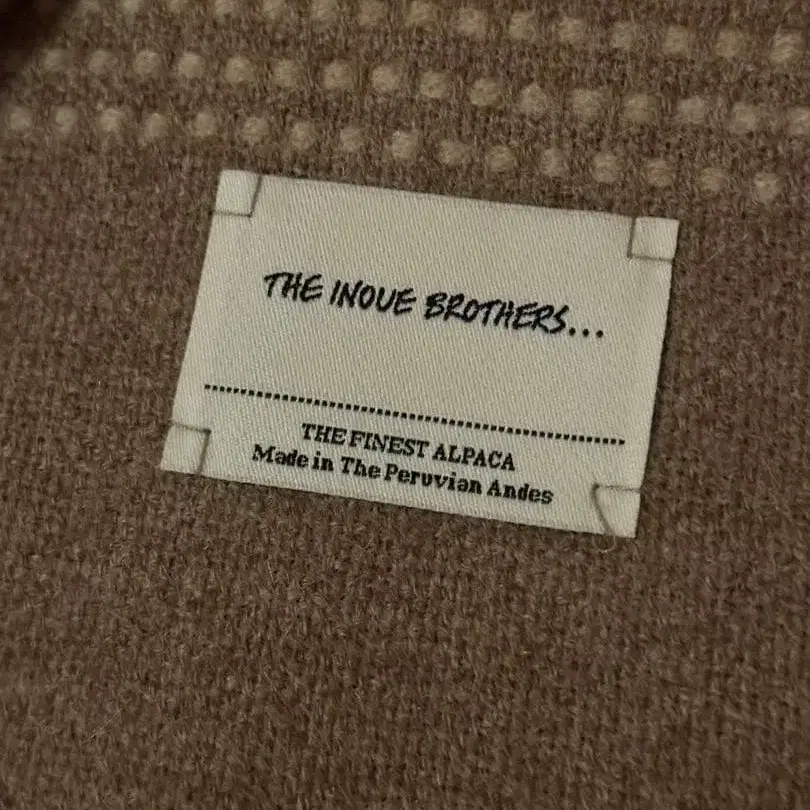 THE INOUE BROTHERS...
THE FINEST ALPACA
Made in The Peruvian Andes